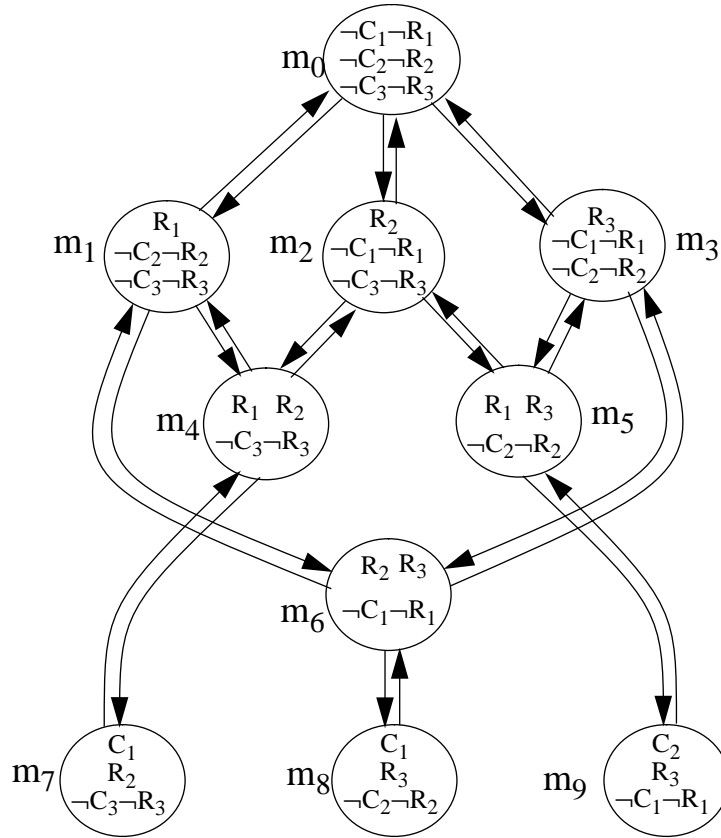 m₀
¬C₁¬R₁
¬C₂¬R₂
¬C₃¬R₃
m₁
R₁
¬C₂¬R₂
¬C₃¬R₃
m₂
R₂
¬C₁¬R₁
¬C₃¬R₃
R₃
¬C₁¬R₁
¬C₂¬R₂
m₃
m₄
R₁ R₂
¬C₃¬R₃
R₁ R₃
¬C₂¬R₂
m₅
m₆
R₂ R₃
¬C₁¬R₁
m₇
C₁
R₂
¬C₃¬R₃
m₈
C₁
R₃
¬C₂¬R₂
m₉
C₂
R₃
¬C₁¬R₁